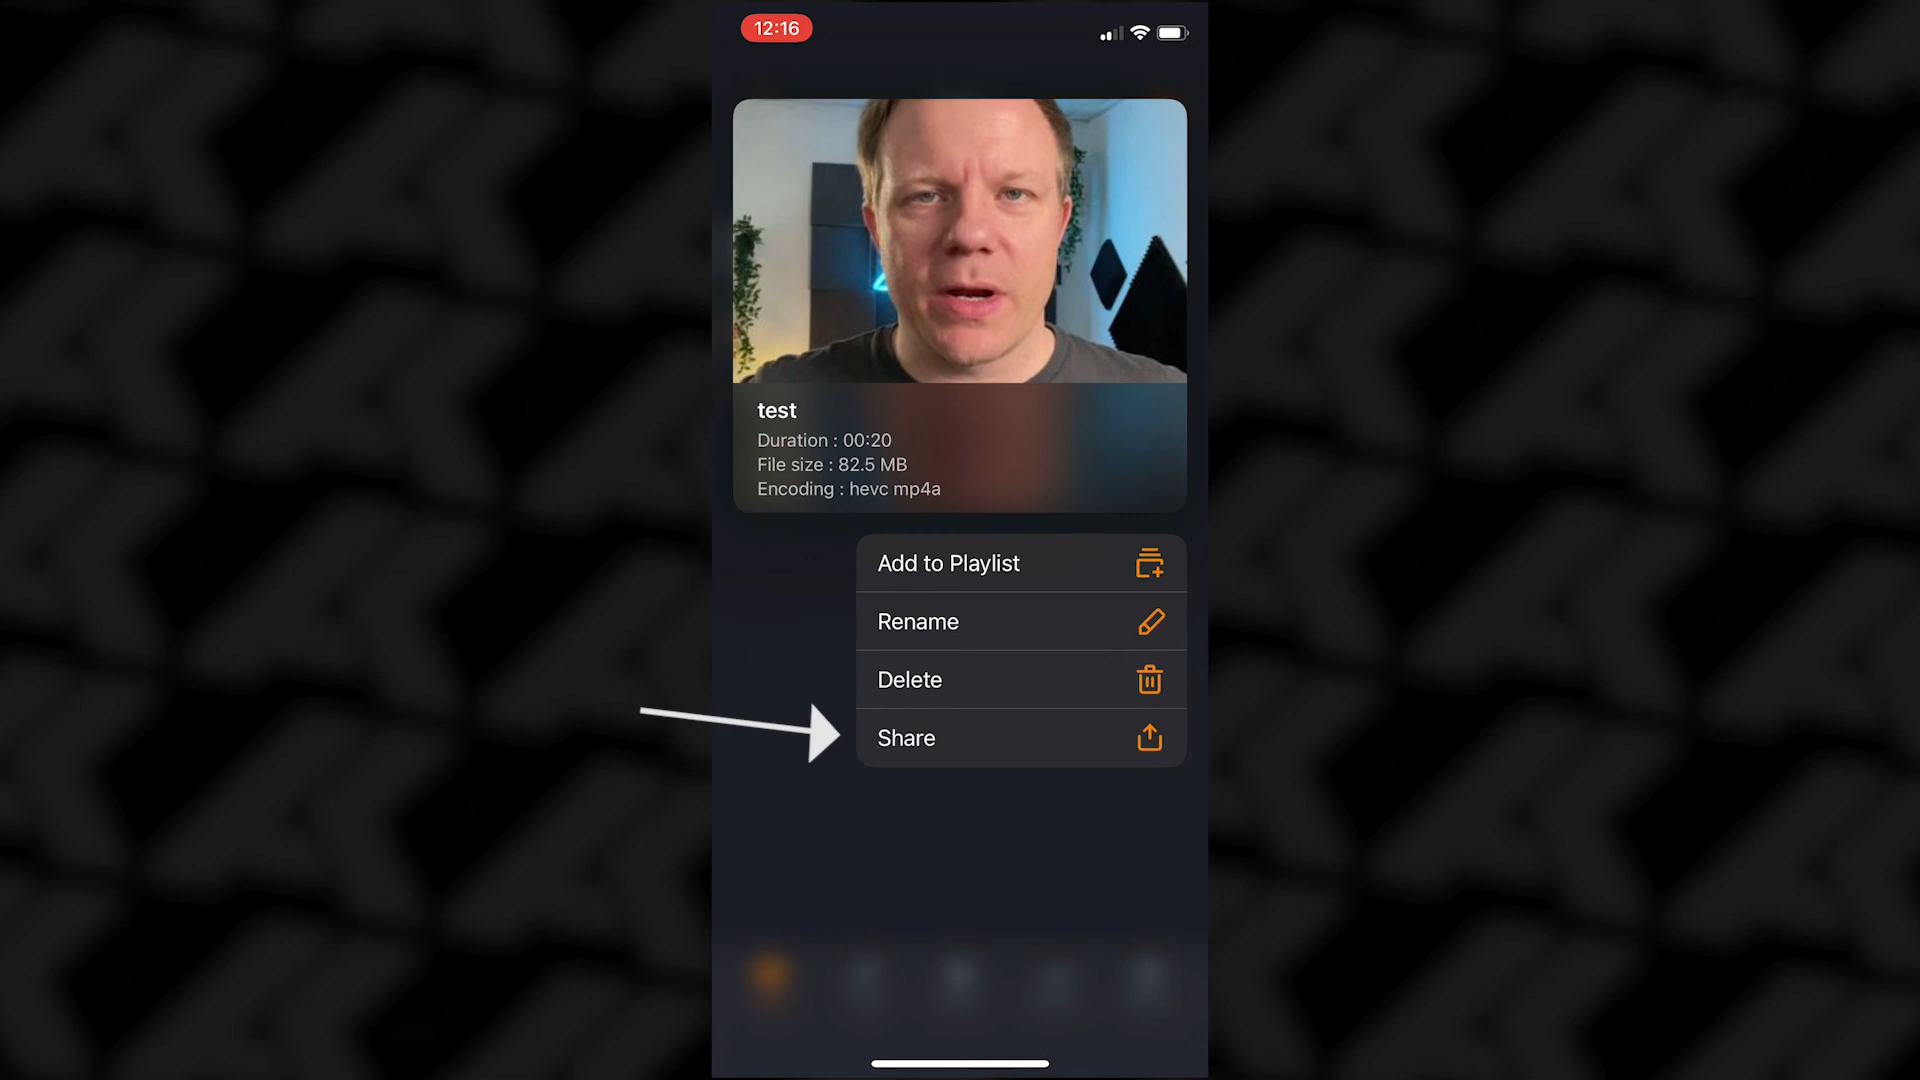 12:16
test
Duration : 00:20
File size : 82.5 MB
Encoding : hevc mp4a
Add to Playlist
Rename
Delete
Share